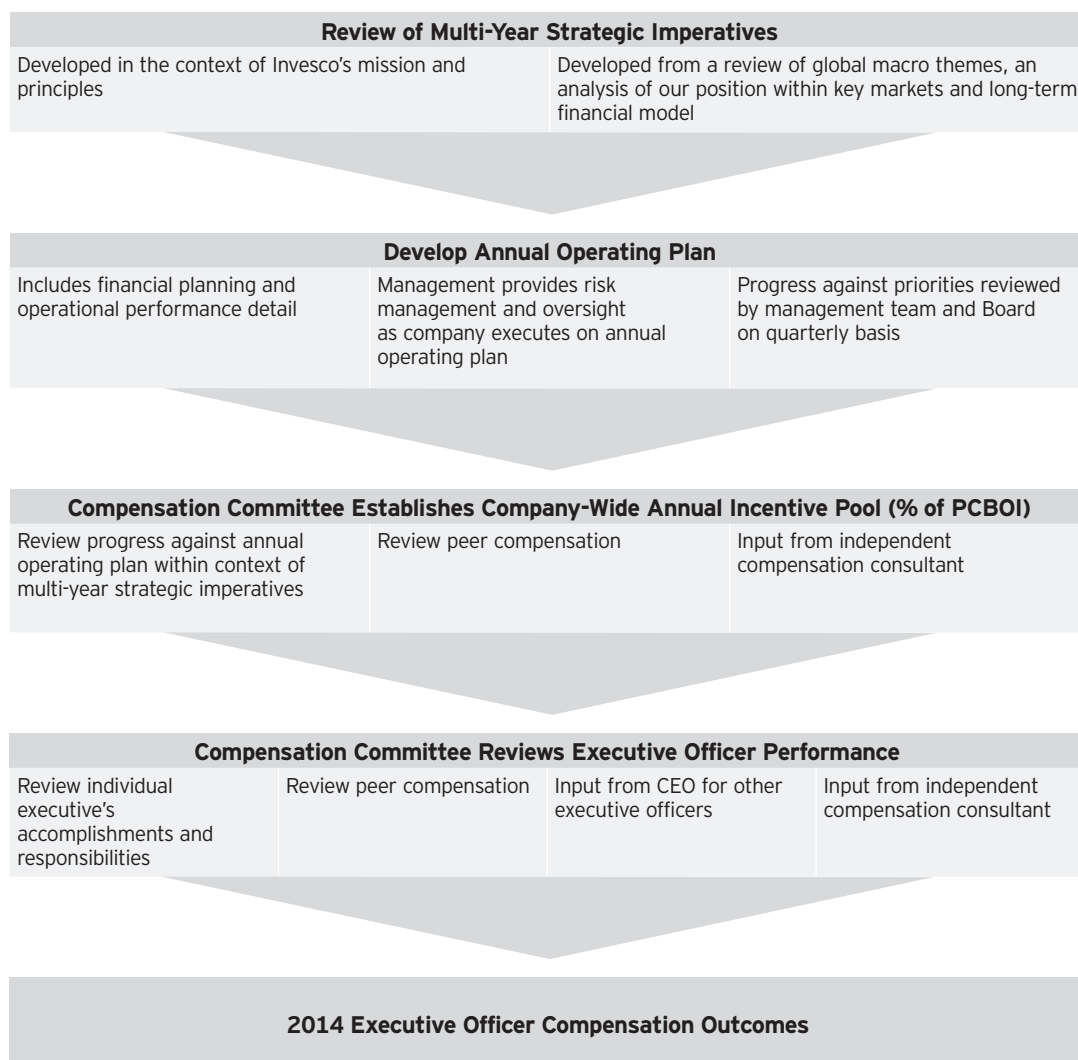 Review of Multi-Year Strategic Imperatives
Developed in the context of Invesco's mission and
principles
Developed from a review of global macro themes, an
analysis of our position within key markets and long-term
financial model
Develop Annual Operating Plan
Includes financial planning and
operational performance detail
Management provides risk
management and oversight
as company executes on annual
operating plan
Progress against priorities reviewed
by management team and Board
on quarterly basis
Compensation Committee Establishes Company-Wide Annual Incentive Pool (% of PCBOI)
Review progress against annual
operating plan within context of
multi-year strategic imperatives
Review peer compensation
Input from independent
compensation consultant
Compensation Committee Reviews Executive Officer Performance
Review individual
executive's
accomplishments and
responsibilities
Review peer compensation
Input from CEO for other
executive officers
Input from independent
compensation consultant
2014 Executive Officer Compensation Outcomes